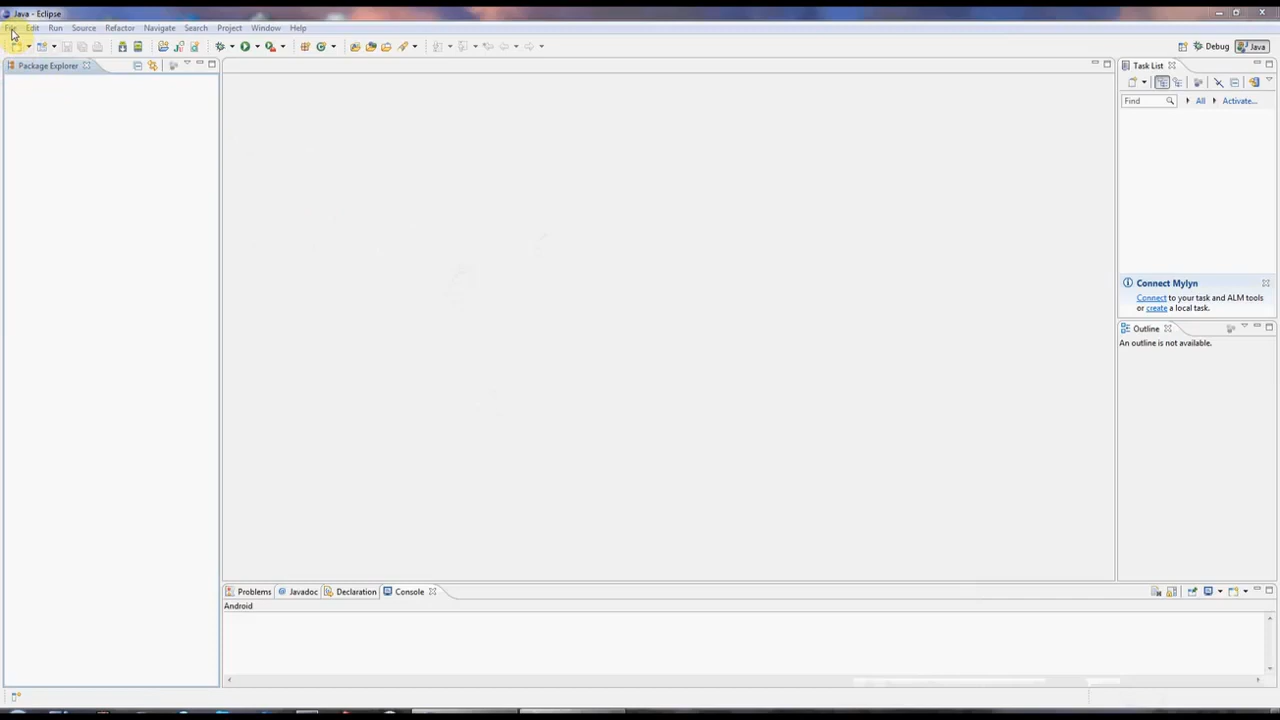 Java - Eclipse
File Edit Run Source Refactor Navigate Search Project Window Help
Debug Java
Package Explorer
Task List
Find All Activate...
Connect Mylyn
Connect to your task and ALM tools
or create a local task.
Outline
An outline is not available.
Problems @ Javadoc Declaration Console
Android